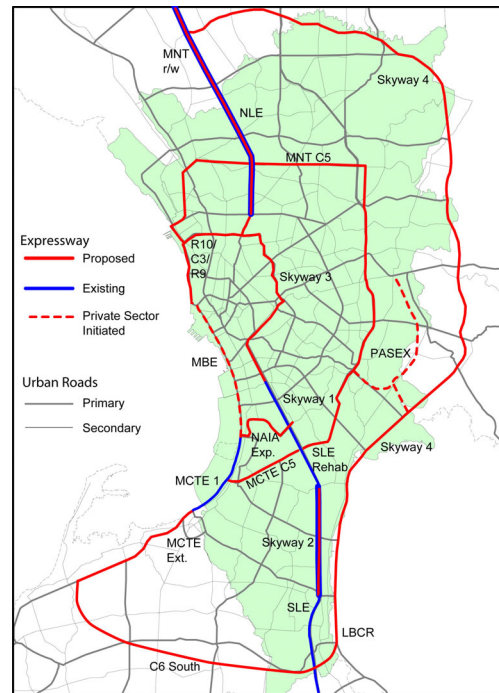 MNT
r/w
Skyway 4
NLE
MNT C5
Expressway
Proposed
Existing
Private Sector
Initiated
Urban Roads
Primary
Secondary
R10/
C3/
R9
Skyway 3
MBE
PASEX
Skyway 1
NAIA
Exp.
SLE
Rehab.
Skyway 4
MCTE C5
MCTE 1
MCTE
Ext.
Skyway 2
SLE
LBCR
C6 South